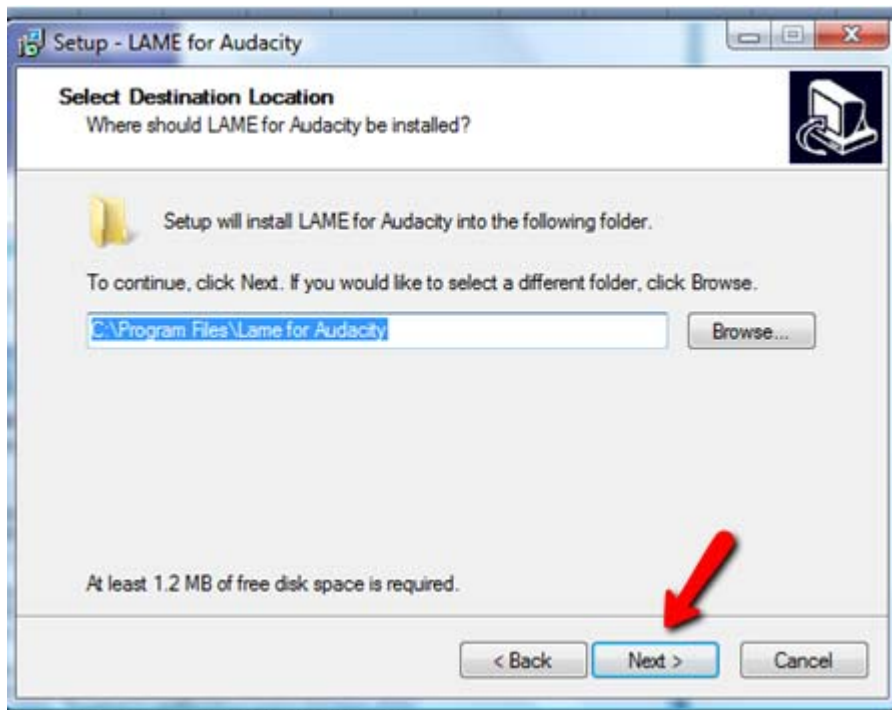 Setup - LAME for Audacity
Select Destination Location
Where should LAME for Audacity be installed?
Setup will install LAME for Audacity into the following folder.
To continue, click Next. If you would like to select a different folder, click Browse.
C:\Program Files\Lame for Audacity
Browse...
At least 1.2 MB of free disk space is required.
< Back
Next >
Cancel